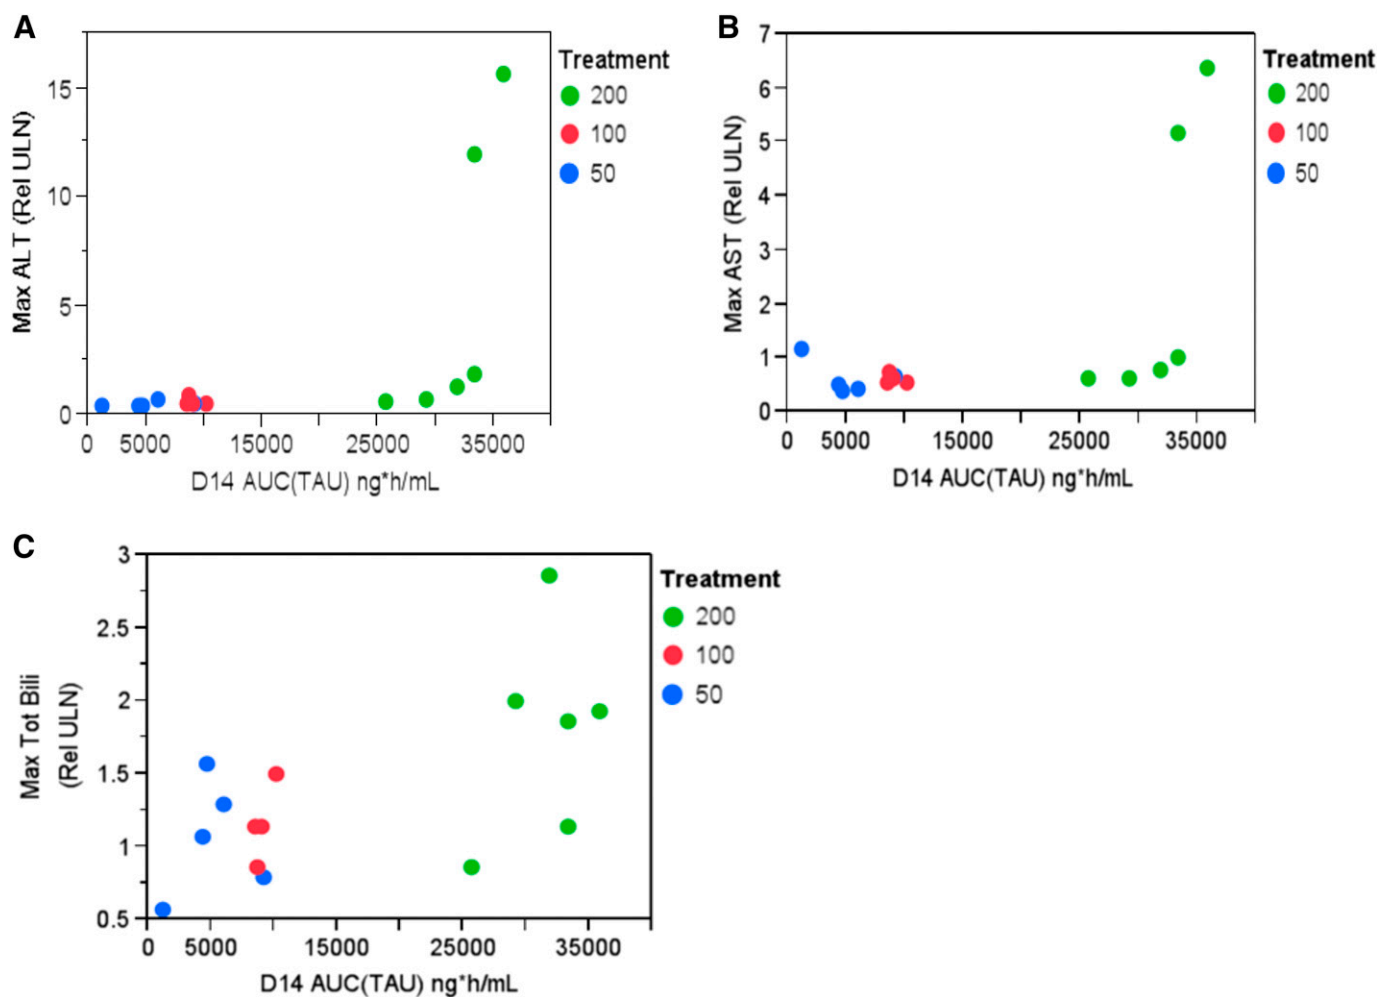 A
Max ALT (Rel ULN)
15
10
5
0
0 5000 15000 25000 35000
D14 AUC(TAU) ng*h/mL
Treatment
200
100
50
B
Max AST (Rel ULN)
7
6
5
4
3
2
1
0
0 5000 15000 25000 35000
D14 AUC(TAU) ng*h/mL
Treatment
200
100
50
C
Max Tot Bili
(Rel ULN)
3
2.5
2
1.5
1
0.5
0 5000 15000 25000 35000
D14 AUC(TAU) ng*h/mL
Treatment
200
100
50